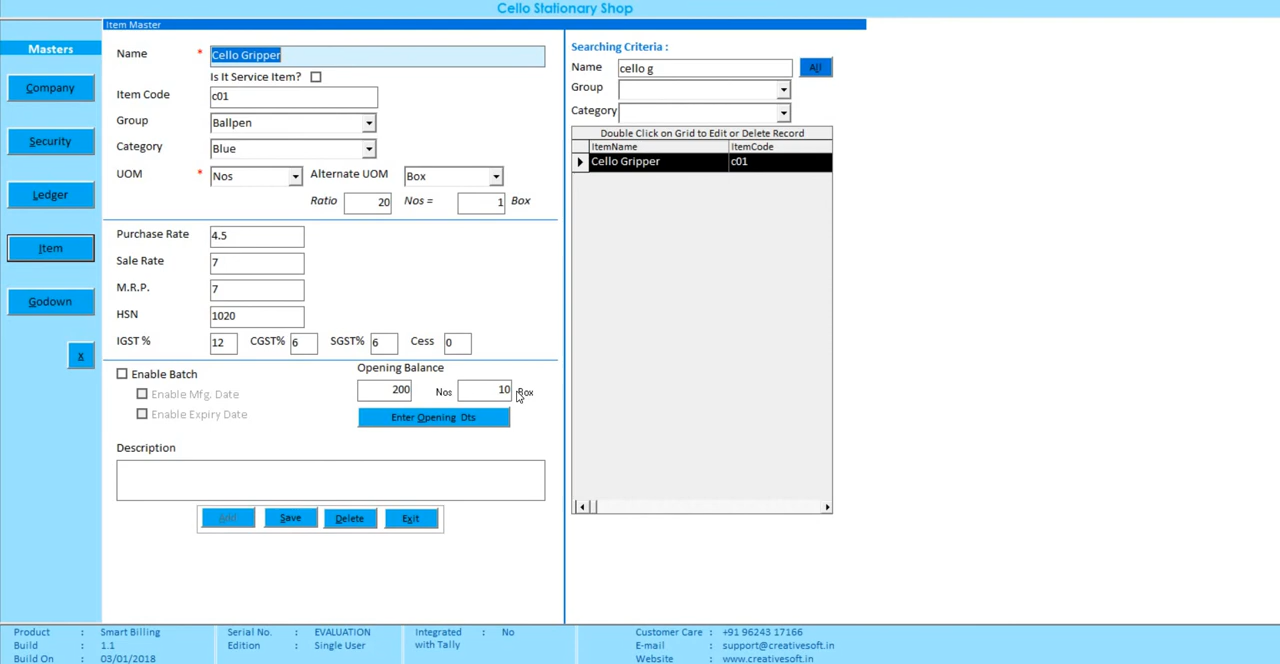 Cello Stationary Shop
Item Master
Masters
Company
Security
Ledger
Item
Godown
x
Name * Cello Gripper
Is It Service Item?
Item Code c01
Group Ballpen
Category Blue
UOM * Nos Alternate UOM Box
Ratio 20 Nos = 1 Box
Purchase Rate 4.5
Sale Rate 7
M.R.P. 7
HSN 1020
IGST % 12 CGST% 6 SGST% 6 Cess 0
Enable Batch
Enable Mfg. Date
Enable Expiry Date
Opening Balance
200 Nos 10 Box
Enter Opening Dts
Description
Add Save Delete Exit
Searching Criteria :
Name cello g All
Group
Category
Double Click on Grid to Edit or Delete Record
ItemName ItemCode
Cello Gripper c01
Product : Smart Billing
Build : 1.1
Build On : 03/01/2018
Serial No. : EVALUATION
Edition : Single User
Integrated : No
with Tally
Customer Care : +91 96243 17166
E-mail : support@creativesoft.in
Website : www.creativesoft.in